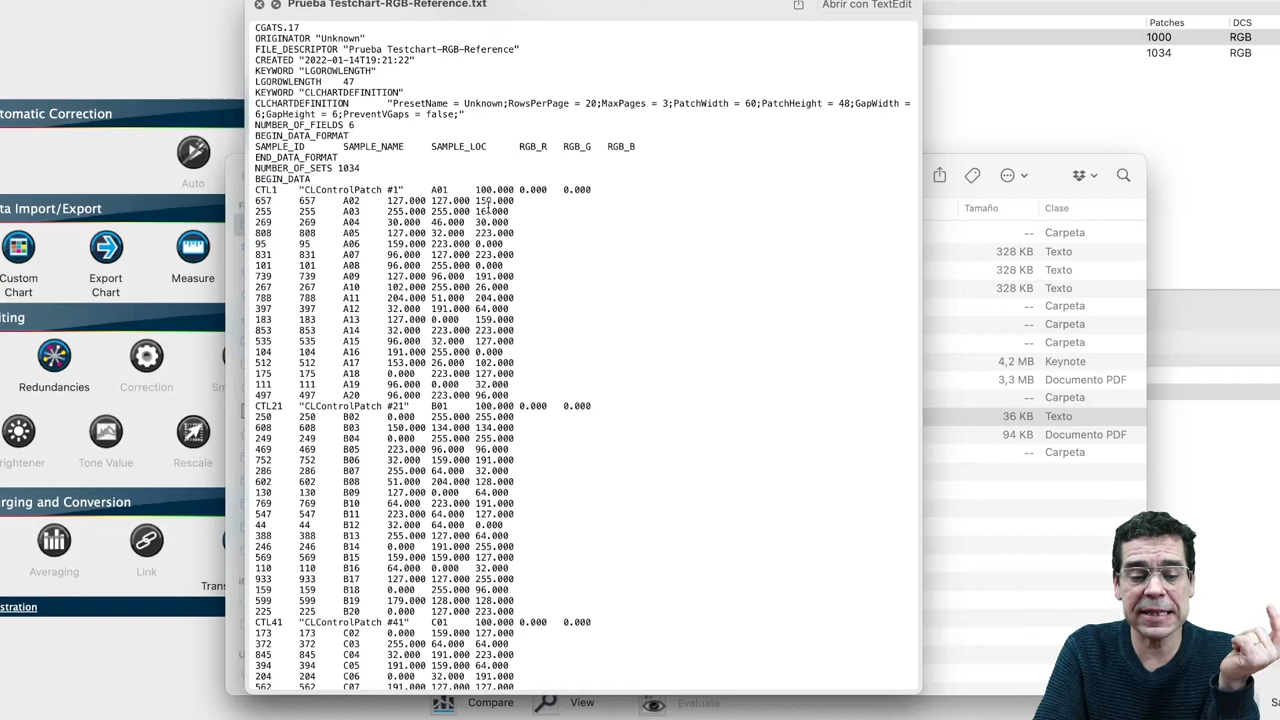 Prueba Testchart-RGB-Reference.txt
Abrir con TextEdit
Patches DCS
1000 RGB
1034 RGB
CGATS.17
ORIGINATOR "Unknown"
FILE_DESCRIPTOR "Prueba Testchart-RGB-Reference"
CREATED "2022-01-14T19:21:22"
KEYWORD "LGOROWLENGTH"
LGOROWLENGTH 47
KEYWORD "CLCHARTDEFINITION"
CLCHARTDEFINITION "PresetName = Unknown;RowsPerPage = 20;MaxPages = 3;PatchWidth = 60;PatchHeight = 48;GapWidth =
6;GapHeight = 6;PreventVGaps = false;"
NUMBER_OF_FIELDS 6
BEGIN_DATA_FORMAT
SAMPLE_ID SAMPLE_NAME SAMPLE_LOC RGB_R RGB_G RGB_B
END_DATA_FORMAT
NUMBER_OF_SETS 1034
BEGIN_DATA
CTL1 "CLControlPatch #1" A01 100.000 0.000 0.000
657 657 A02 127.000 127.000 159.000
255 255 A03 255.000 255.000
269 269 A04 30.000 46.000 30.000
808 808 A05 127.000 32.000 223.000
95 95 A06 159.000 223.000 0.000
831 831 A07 96.000 127.000 223.000
101 101 A08 96.000 255.000 0.000
739 739 A09 127.000 96.000 191.000
267 267 A10 102.000 255.000 26.000
788 788 A11 204.000 51.000 204.000
397 397 A12 32.000 191.000 64.000
183 183 A13 127.000 0.000 159.000
853 853 A14 32.000 223.000 223.000
535 535 A15 96.000 32.000 127.000
104 104 A16 191.000 255.000 0.000
512 512 A17 153.000 26.000 102.000
175 175 A18 0.000 223.000 127.000
111 111 A19 96.000 0.000 32.000
497 497 A20 96.000 223.000 96.000
CTL21 "CLControlPatch #21" B01 100.000 0.000 0.000
250 250 B02 0.000 255.000 255.000
608 608 B03 150.000 134.000 134.000
249 249 B04 0.000 255.000 255.000
469 469 B05 223.000 96.000 96.000
752 752 B06 32.000 159.000 191.000
286 286 B07 255.000 64.000 32.000
602 602 B08 51.000 204.000 128.000
130 130 B09 127.000 0.000 64.000
769 769 B10 64.000 223.000 191.000
547 547 B11 223.000 64.000 127.000
44 44 B12 32.000 64.000 0.000
388 388 B13 255.000 127.000 64.000
246 246 B14 0.000 191.000 255.000
569 569 B15 159.000 159.000 127.000
110 110 B16 64.000 0.000 32.000
933 933 B17 127.000 127.000 255.000
159 159 B18 0.000 255.000 96.000
599 599 B19 179.000 128.000 128.000
225 225 B20 0.000 127.000 223.000
CTL41 "CLControlPatch #41" C01 100.000 0.000 0.000
173 173 C02 0.000 159.000 127.000
372 372 C03 255.000 64.000 64.000
845 845 C04 32.000 191.000 223.000
394 394 C05 191.000 159.000 64.000
204 204 C06 0.000 32.000 191.000
562 562 C07 191.000 127.000 127.000
tomatic Correction
Auto
ta Import/Export
Custom
Chart
Export
Chart
Measure
iting
Redundancies
Correction
Sm
rightener
Tone Value
Rescale
erging and Conversion
Averaging
Link
Trans
istration
Tamaño Clase
-- Carpeta
328 KB Texto
328 KB Texto
328 KB Texto
-- Carpeta
-- Carpeta
-- Carpeta
4,2 MB Keynote
3,3 MB Documento PDF
-- Carpeta
36 KB Texto
94 KB Documento PDF
-- Carpeta
Compare
View
Evaluate